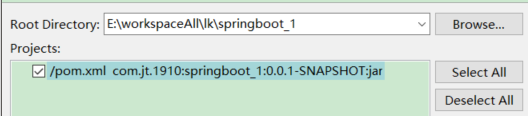 Root Directory: E:\workspaceAll\lk\springboot_1 Browse...
Projects:
/pom.xml com.jt.1910:springboot_1:0.0.1-SNAPSHOT:jar Select All
Deselect All